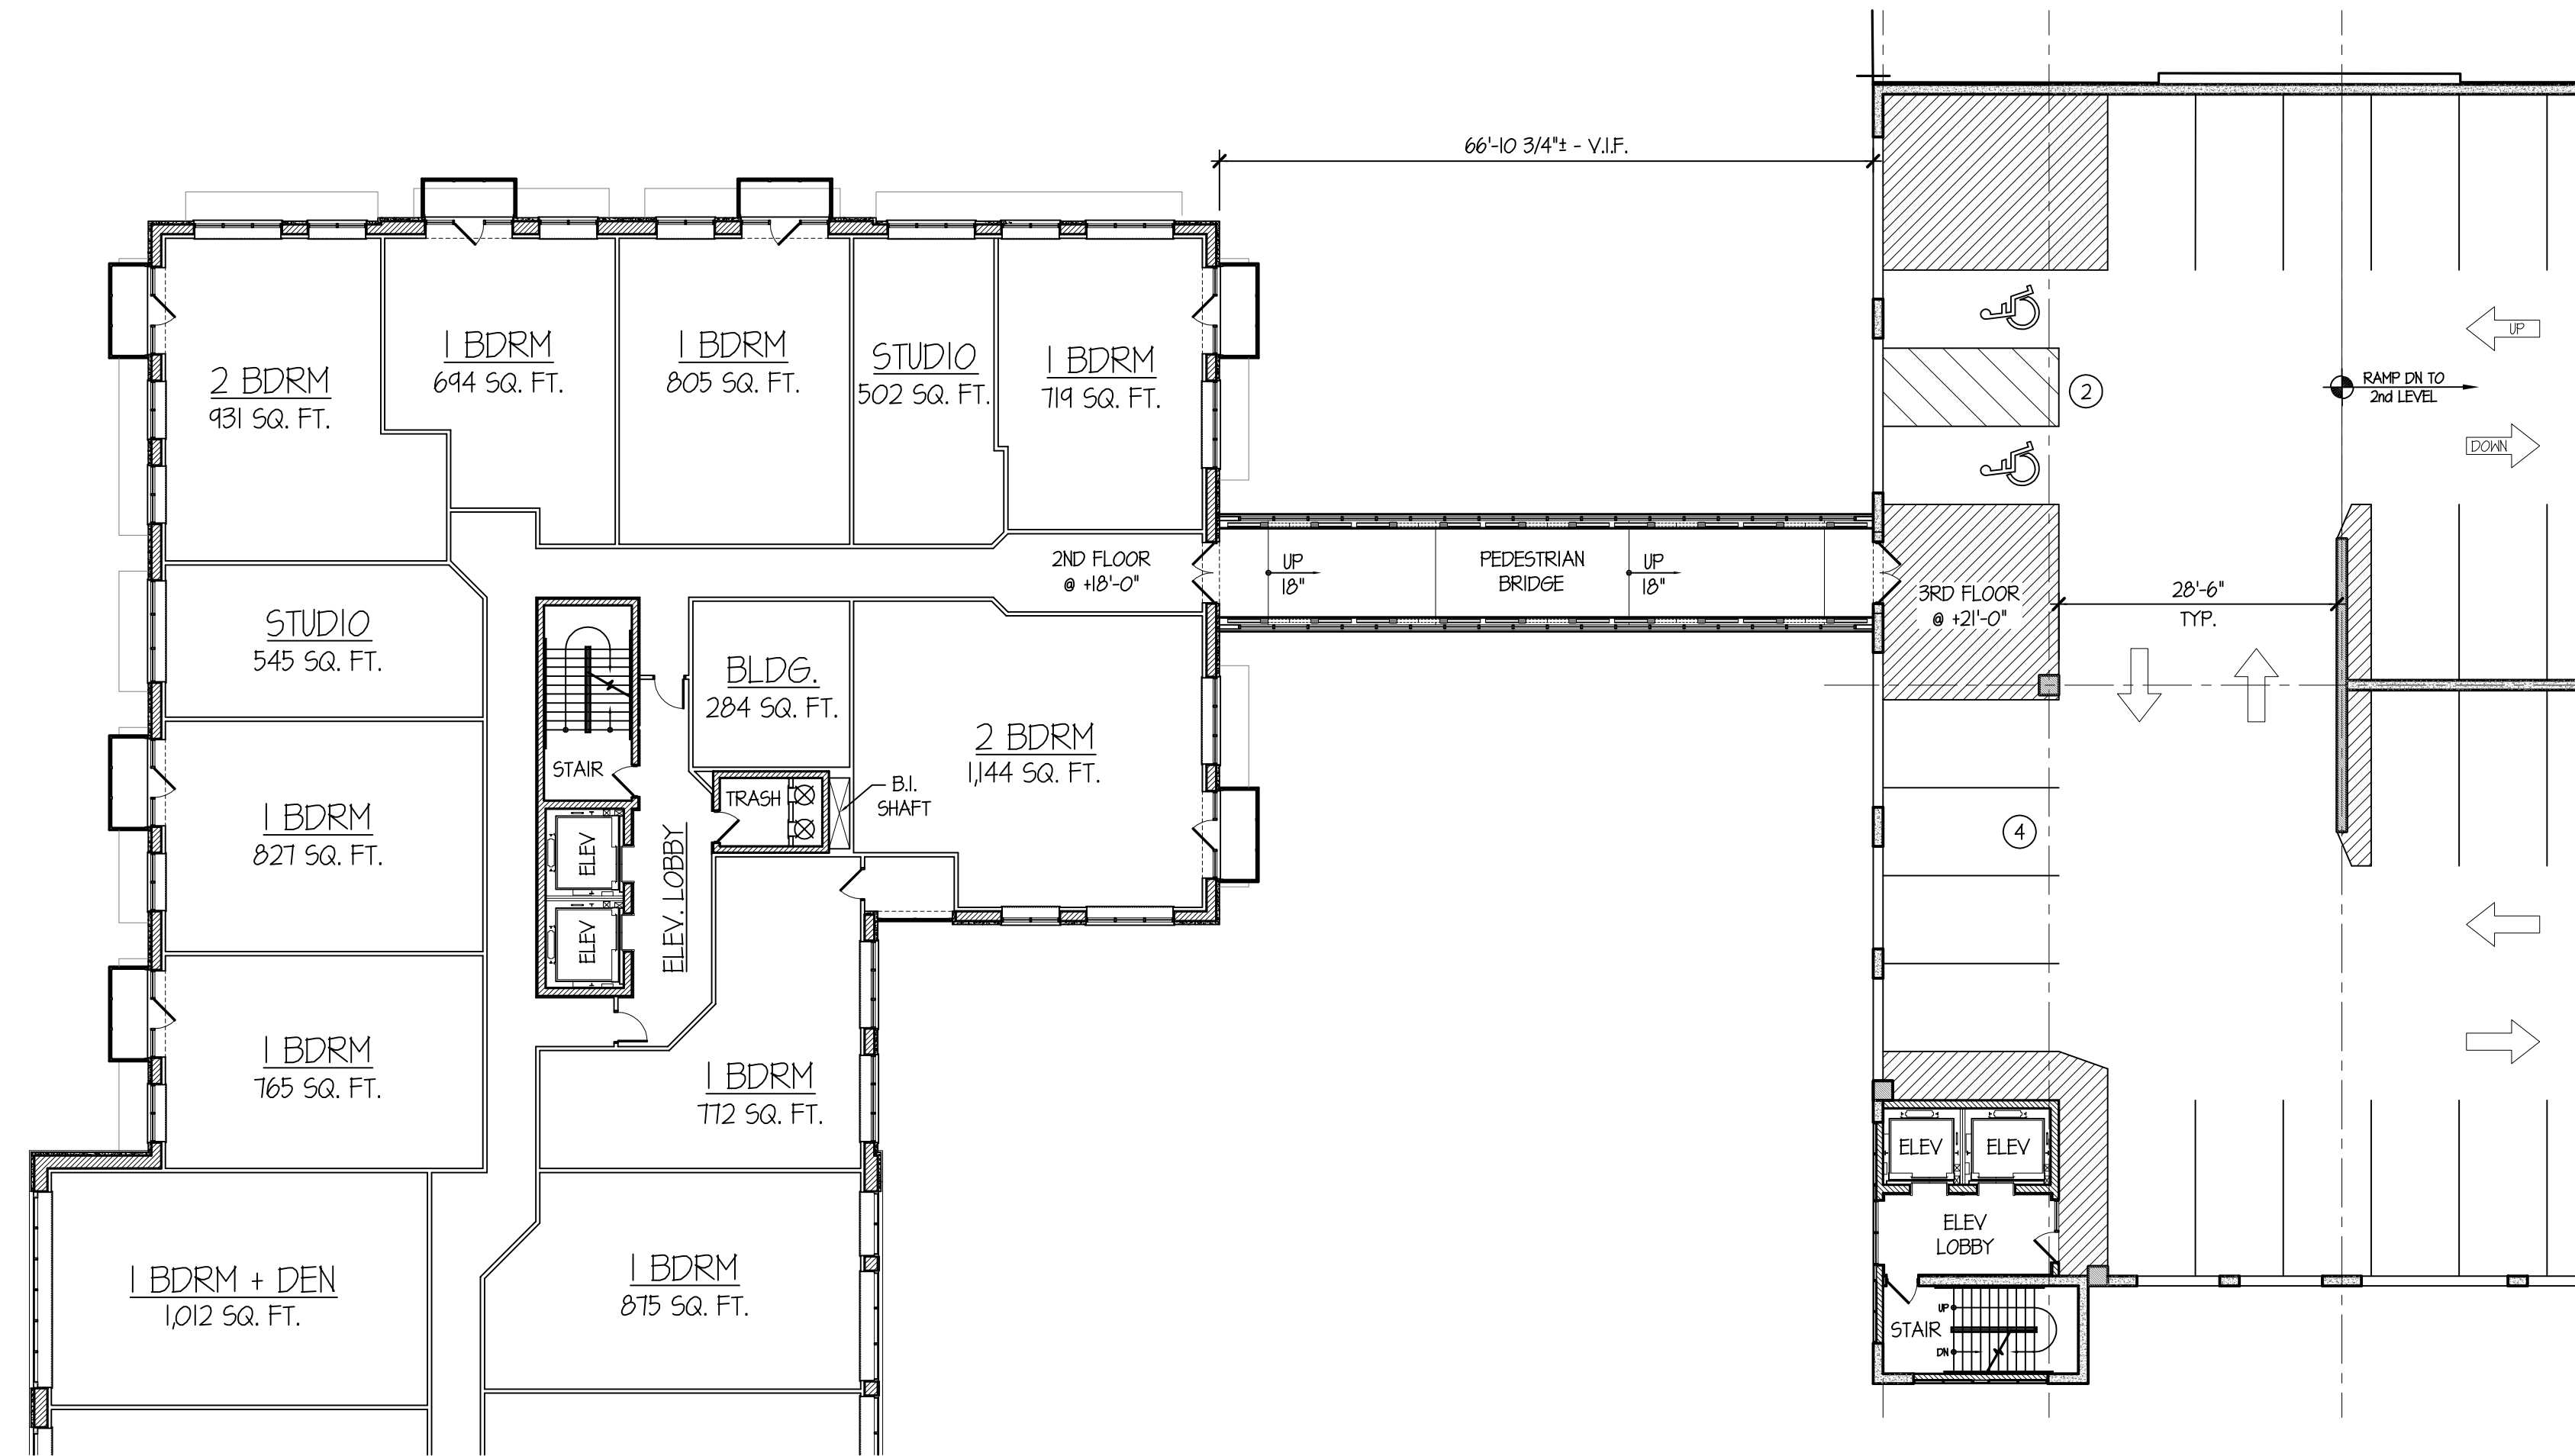 66'-10 3/4"± - V.I.F.
2 BDRM
931 SQ. FT.
1 BDRM
694 SQ. FT.
1 BDRM
805 SQ. FT.
STUDIO
502 SQ. FT.
1 BDRM
719 SQ. FT.
UP
2
RAMP DN TO
2nd LEVEL
DOWN
2ND FLOOR
@ +18'-0"
UP
18"
PEDESTRIAN
BRIDGE
UP
18"
3RD FLOOR
@ +21'-0"
28'-6"
TYP.
STUDIO
545 SQ. FT.
STAIR
BLDG.
284 SQ. FT.
2 BDRM
1,144 SQ. FT.
TRASH
B.I.
SHAFT
1 BDRM
827 SQ. FT.
ELEV
ELEV
ELEV. LOBBY
4
1 BDRM
765 SQ. FT.
1 BDRM
772 SQ. FT.
ELEV
ELEV
ELEV
LOBBY
1 BDRM + DEN
1,012 SQ. FT.
1 BDRM
875 SQ. FT.
UP
STAIR
DN